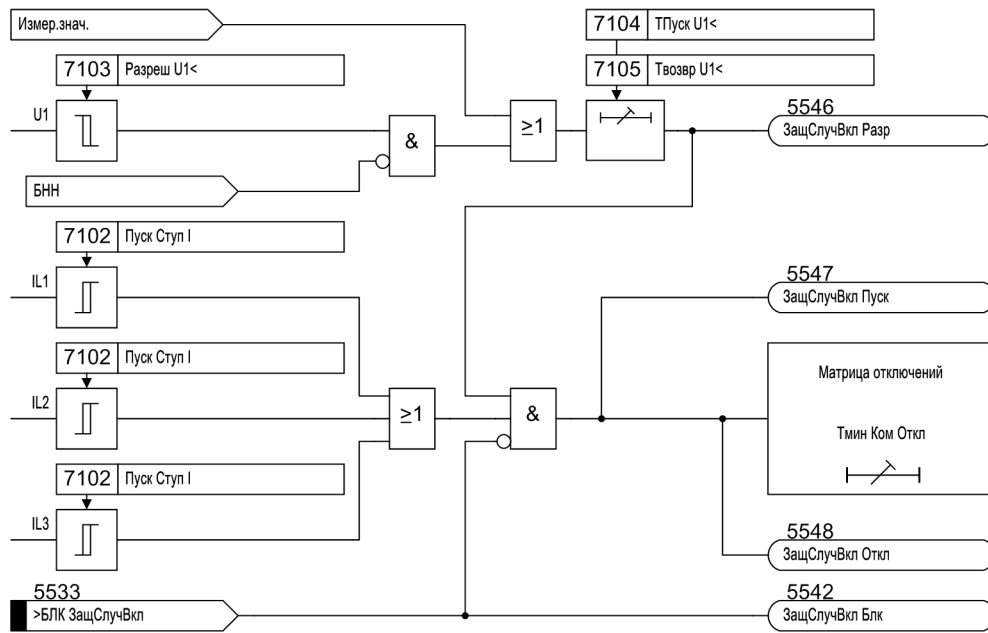 Измер.знач.
7104 ТПуск U1<
7103 Разреш U1<
7105 Твозвр U1<
U1
&
≥1
5546
ЗащСлучВкл Разр
БНН
7102 Пуск Ступ I
IL1
5547
ЗащСлучВкл Пуск
7102 Пуск Ступ I
IL2
≥1
&
Матрица отключений
Тмин Ком Откл
7102 Пуск Ступ I
IL3
5548
ЗащСлучВкл Откл
5533
>БЛК ЗащСлучВкл
5542
ЗащСлучВкл Блк